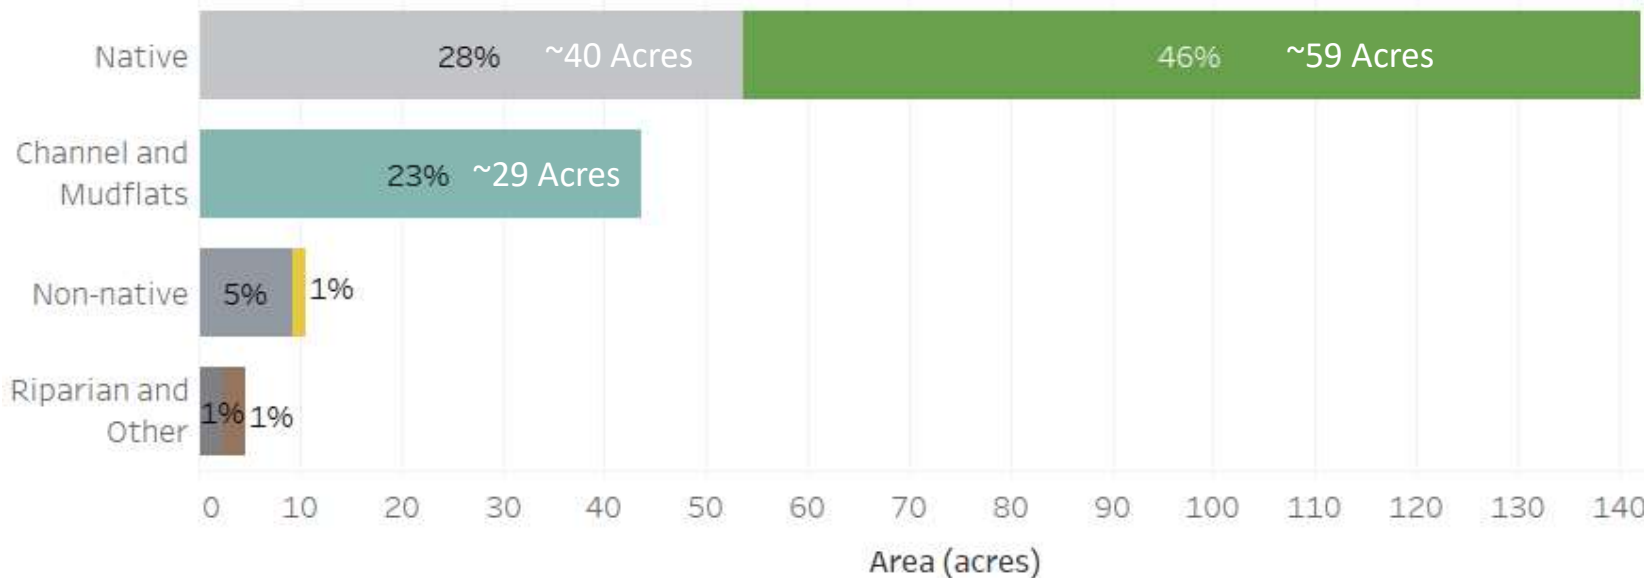 Native
28% ~40 Acres 46% ~59 Acres
Channel and
Mudflats
23% ~29 Acres
Non-native
5% 1%
Riparian and
Other
1% 1%
0 10 20 30 40 50 60 70 80 90 100 110 120 130 140
Area (acres)